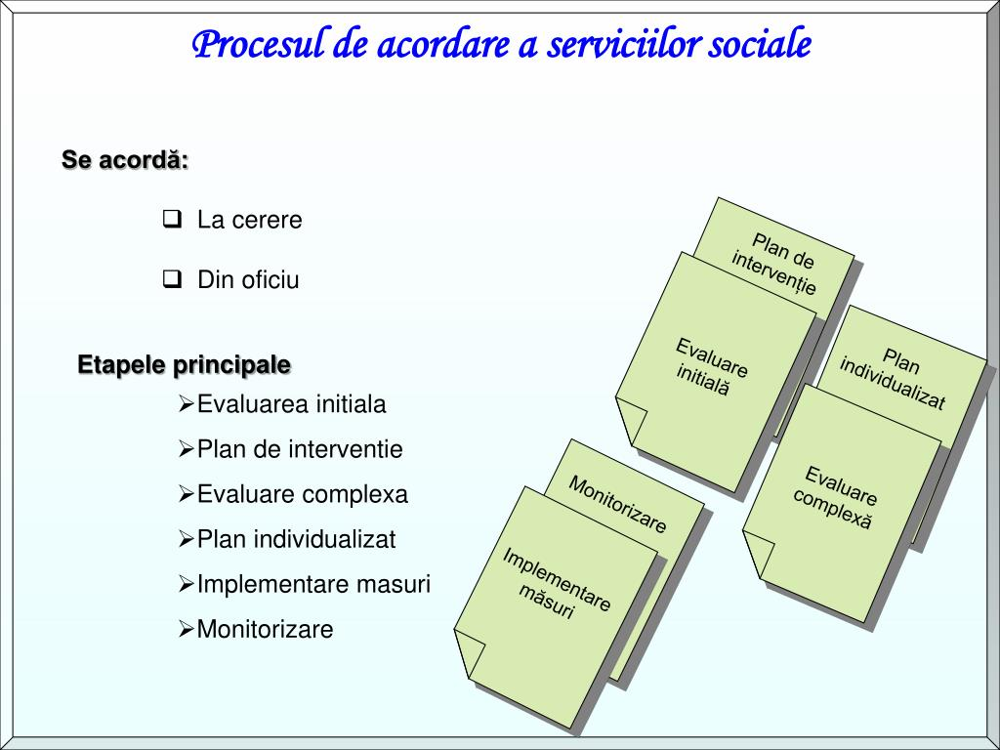 Procesul de acordare a serviciilor sociale
Se acordă:
❑ La cerere
❑ Din oficiu
Etapele principale
➢Evaluarea initiala
➢Plan de interventie
➢Evaluare complexa
➢Plan individualizat
➢Implementare masuri
➢Monitorizare
Plan de
intervenție
Evaluare
inițială
Plan
individualizat
Evaluare
complexă
Monitorizare
Implementare
măsuri